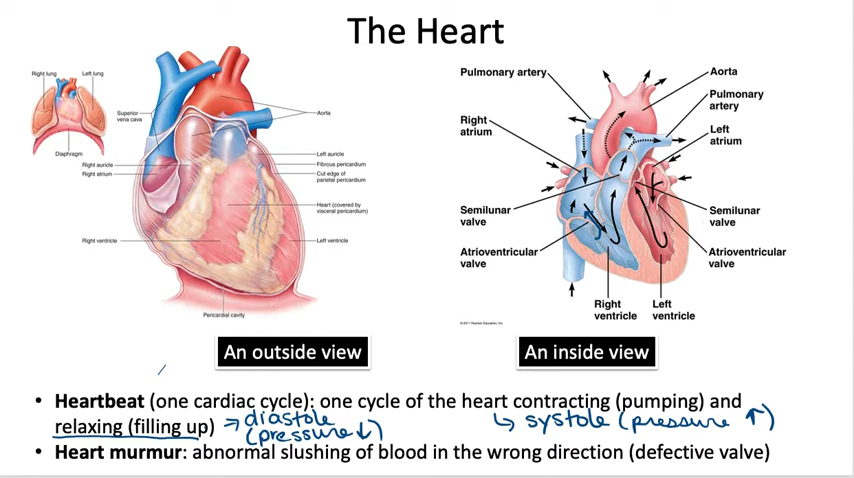 The Heart
Right lung
Left lung
Diaphragm
Superior
vena cava
Right auricle
Right atrium
Right ventricle
Aorta
Left auricle
Fibrous pericardium
Cut edge of
parietal pericardium
Heart (covered by
visceral pericardium)
Left ventricle
Pericardial cavity
Pulmonary artery
Right
atrium
Semilunar
valve
Atrioventricular
valve
Aorta
Pulmonary
artery
Left
atrium
Semilunar
valve
Atrioventricular
valve
Right
ventricle
Left
ventricle
© 2011 Pearson Education, Inc.
An outside view
An inside view
• Heartbeat (one cardiac cycle): one cycle of the heart contracting (pumping) and
relaxing (filling up) → diastole
(pressure ↓)
↳ systole (pressure ↑)
• Heart murmur: abnormal slushing of blood in the wrong direction (defective valve)